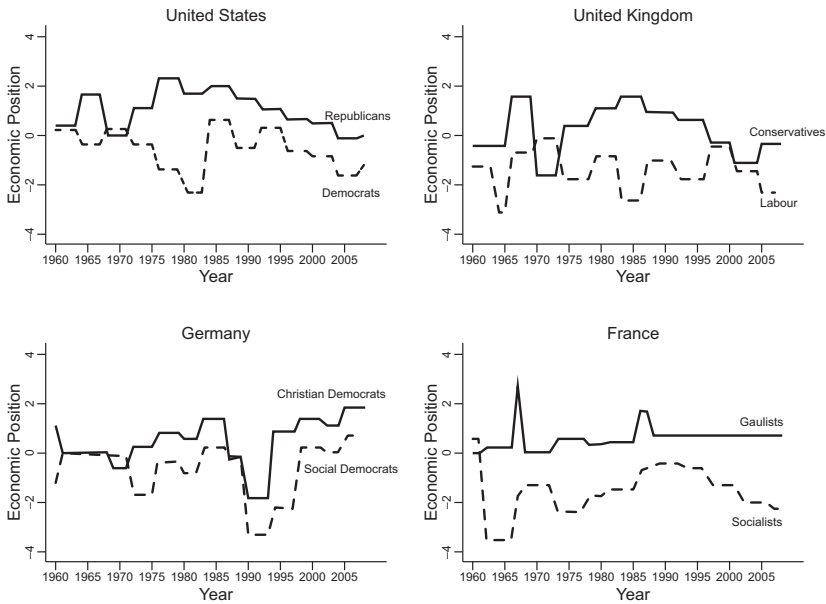 United States
Economic Position
4
2
0
−2
−4
Republicans
Democrats
1960 1965 1970 1975 1980 1985 1990 1995 2000 2005
Year
United Kingdom
Economic Position
4
2
0
−2
−4
Conservatives
Labour
1960 1965 1970 1975 1980 1985 1990 1995 2000 2005
Year
Germany
Economic Position
4
2
0
−2
−4
Christian Democrats
Social Democrats
1960 1965 1970 1975 1980 1985 1990 1995 2000 2005
Year
France
Economic Position
4
2
0
−2
−4
Gaulists
Socialists
1960 1965 1970 1975 1980 1985 1990 1995 2000 2005
Year